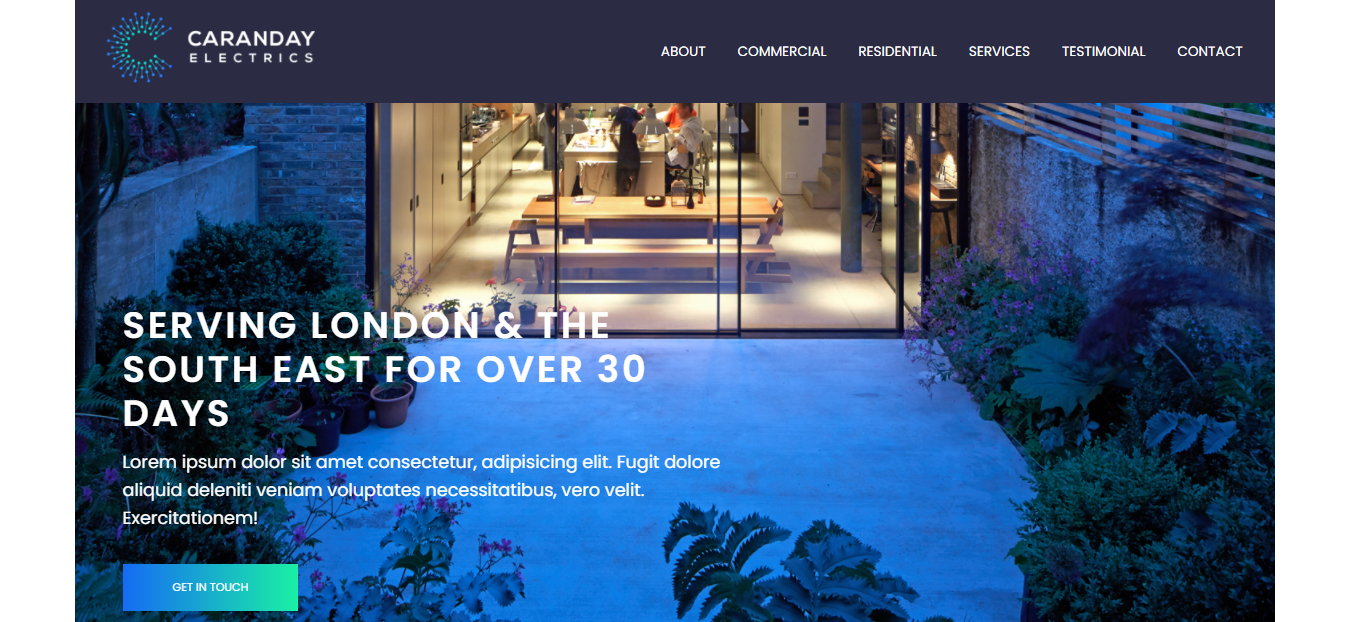 CARANDAY
ELECTRICS
ABOUT COMMERCIAL RESIDENTIAL SERVICES TESTIMONIAL CONTACT
SERVING LONDON & THE
SOUTH EAST FOR OVER 30
DAYS
Lorem ipsum dolor sit amet consectetur, adipisicing elit. Fugit dolore
aliquid deleniti veniam voluptates necessitatibus, vero velit.
Exercitationem!
GET IN TOUCH